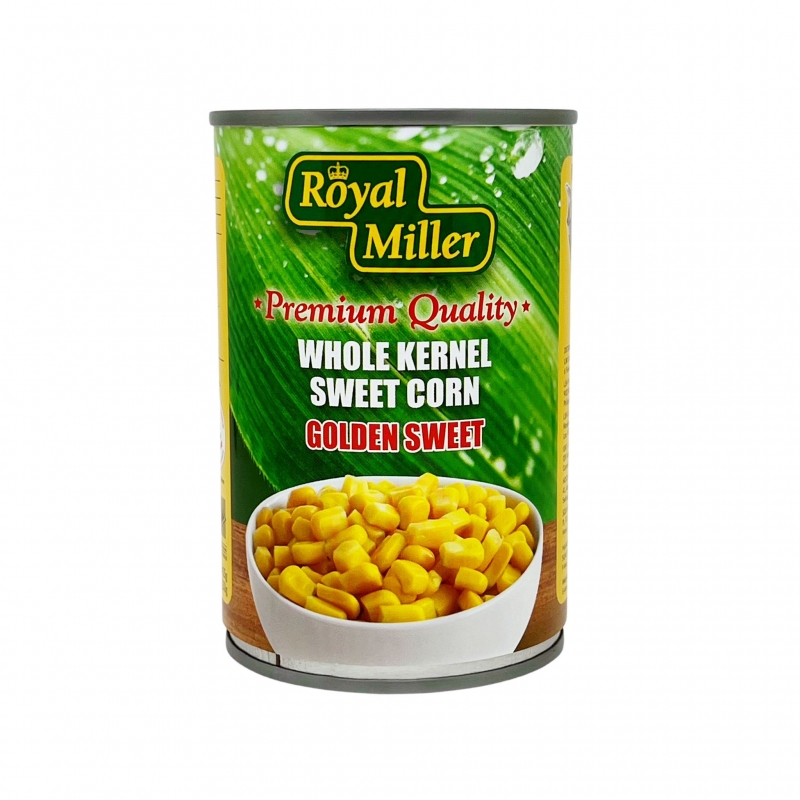 Royal
Miller
Premium Quality
WHOLE KERNEL
SWEET CORN
GOLDEN SWEET